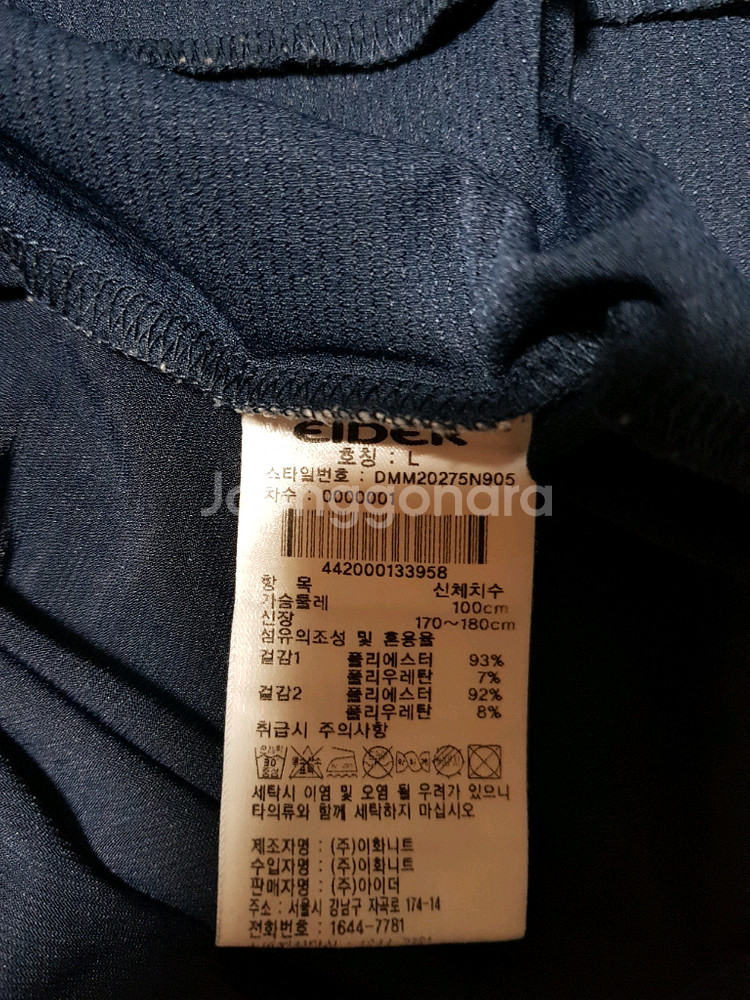 EIDER
호칭 : L
스타일번호 : DMM20275N905
차수 : 0000001
Joonggonara
442000133958
항 목 신체치수
가슴둘레 100cm
신장 170~180cm
섬유의조성 및 혼용율
겉감1 폴리에스터 93%
폴리우레탄 7%
겉감2 폴리에스터 92%
폴리우레탄 8%
취급시 주의사항
30
중성
세탁시 이염 및 오염 될 우려가 있으니
타의류와 함께 세탁하지 마십시오
제조자명 : (주)이화니트
수입자명 : (주)이화니트
판매자명 : (주)아이더
주소 : 서울시 강남구 자곡로 174-14
전화번호 : 1644-7781